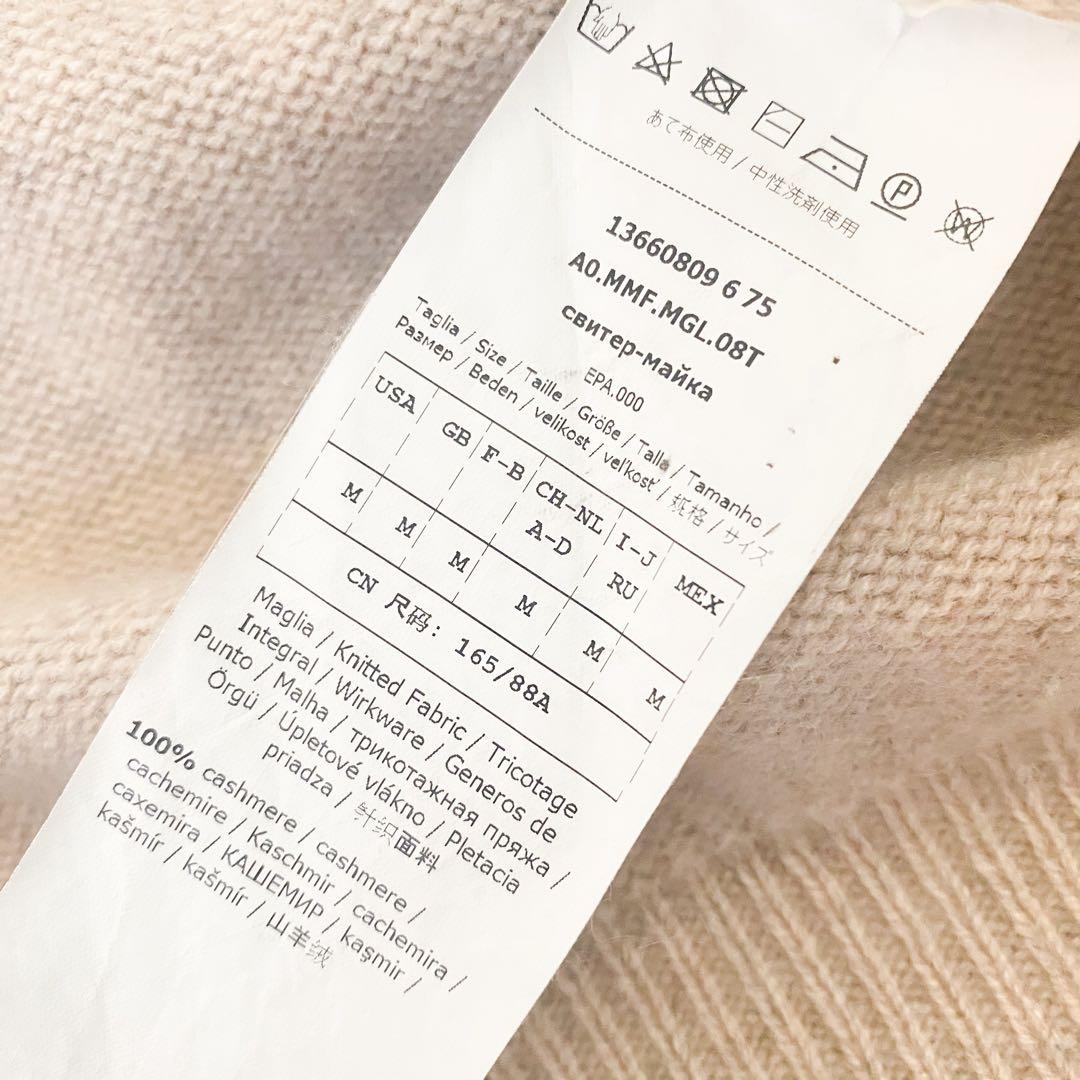 P W
あて布使用 / 中性洗剤使用
13660809 6 75
A0.MMF.MGL.08T
свитер-майка
EPA.000
Taglia / Size / Taille / Größe / Talla / Tamanho /
Размер / Beden / velikost / veľkosť / 规格 / サイズ
USA GB F-B CH-NL I-J MEX
A-D RU
M M M M M M
CN 尺码: 165/88A
Maglia / Knitted Fabric / Tricotage
Integral / Wirkware / Generos de
Punto / Malha / трикотажная пряжа /
Örgü / Úpletové vlákno / Pletacia
priadza / 针织面料
100% cashmere / cashmere /
cachemire / Kaschmir / cachemira /
caxemira / КАШЕМИР / kaşmir /
kašmír / kašmír / 山羊绒